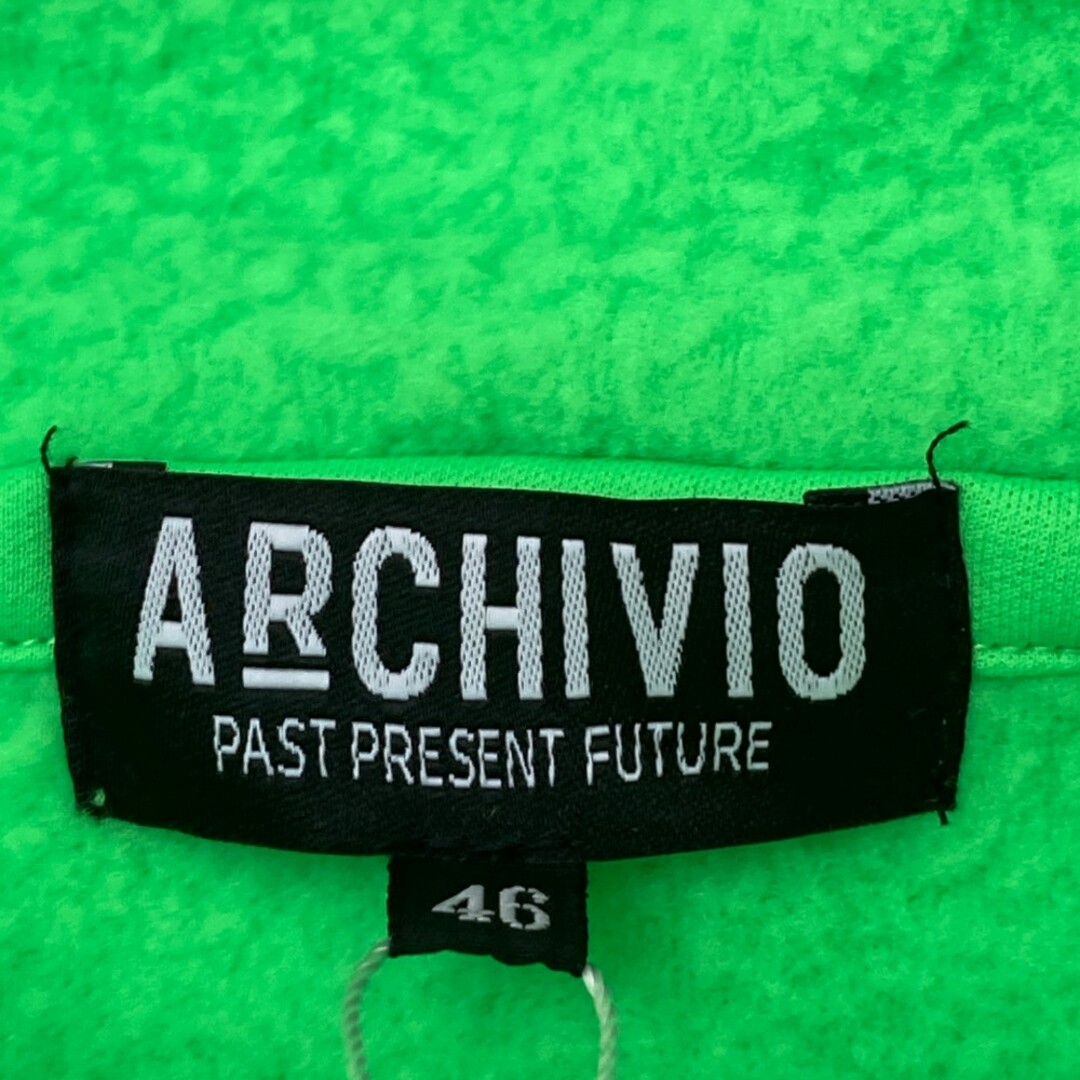 ARCHIVIO
PAST PRESENT FUTURE
46